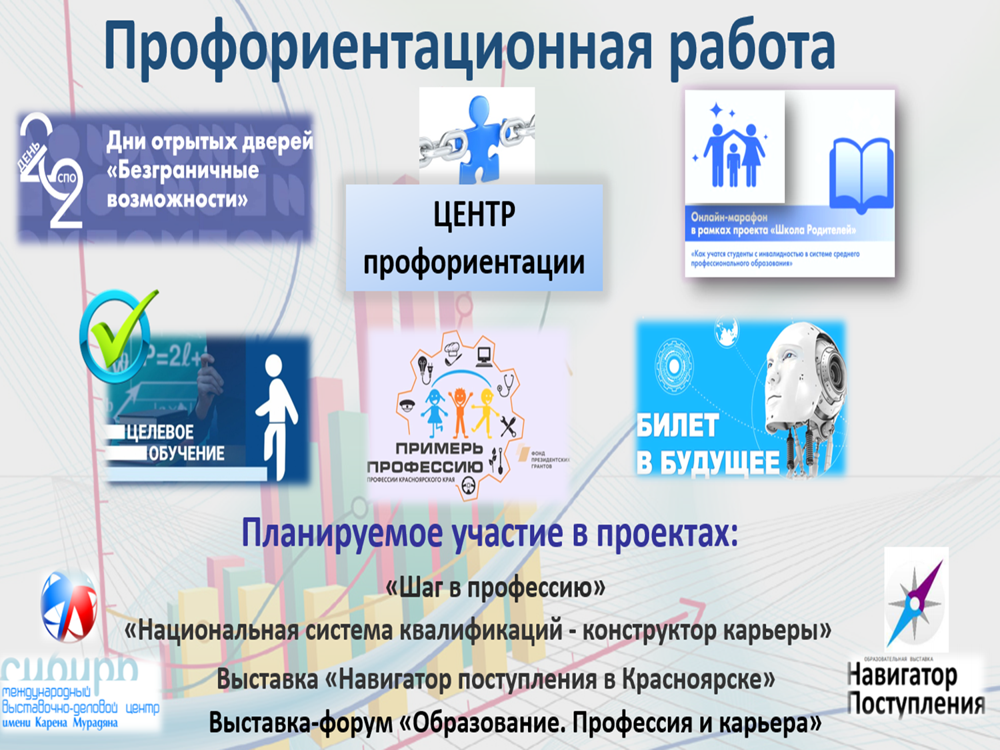 Профориентационная работа
ДЕНЬ
СПО
Дни отрытых дверей
«Безграничные
возможности»
ЦЕНТР
профориентации
Онлайн-марафон
в рамках проекта «Школа Родителей»
«Как учатся студенты с инвалидностью в системе среднего
профессионального образования»
P=2ℓ+
ЦЕЛЕВОЕ
ОБУЧЕНИЕ
ПРИМЕРЬ
ПРОФЕССИЮ
ПРОФЕССИИ КРАСНОЯРСКОГО КРАЯ
ФОНД
ПРЕЗИДЕНТСКИХ
ГРАНТОВ
БИЛЕТ
В БУДУЩЕЕ
Планируемое участие в проектах:
«Шаг в профессию»
«Национальная система квалификаций - конструктор карьеры»
Выставка «Навигатор поступления в Красноярске»
Выставка-форум «Образование. Профессия и карьера»
сибирь
международный
выставочно-деловой центр
имени Карена Мурадяна
ОБРАЗОВАТЕЛЬНАЯ ВЫСТАВКА
Навигатор
Поступления